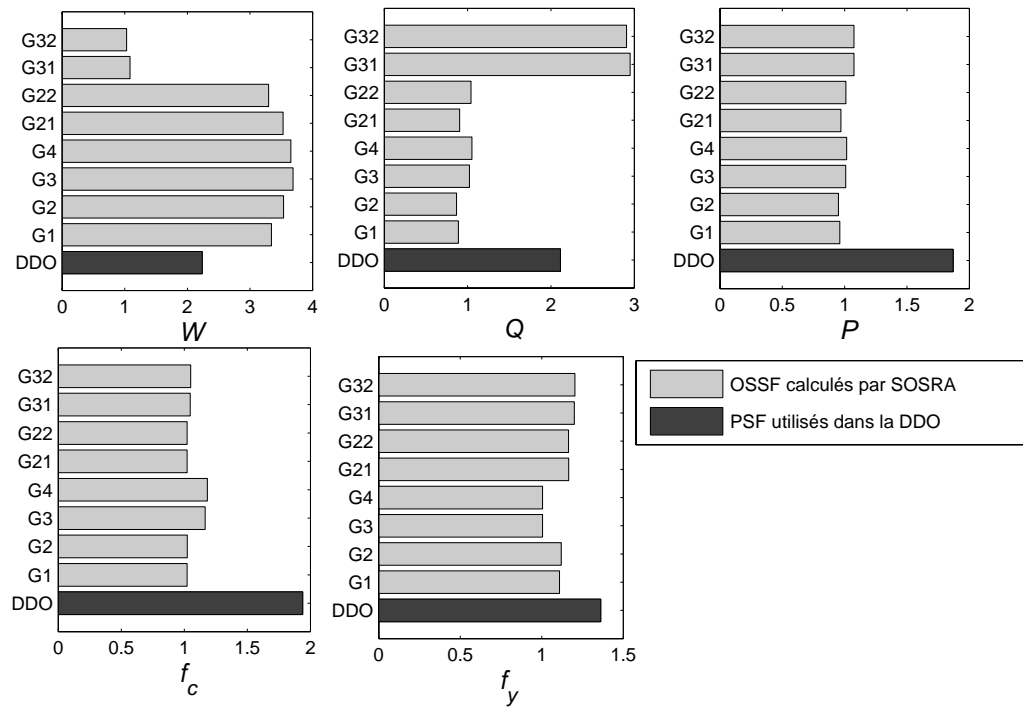 G32
G31
G22
G21
G4
G3
G2
G1
DDO
0 1 2 3 4
W
G32
G31
G22
G21
G4
G3
G2
G1
DDO
0 1 2 3
Q
G32
G31
G22
G21
G4
G3
G2
G1
DDO
0 0.5 1 1.5 2
P
G32
G31
G22
G21
G4
G3
G2
G1
DDO
0 0.5 1 1.5 2
f_c
G32
G31
G22
G21
G4
G3
G2
G1
DDO
0 0.5 1 1.5
f_y
OSSF calculés par SOSRA
PSF utilisés dans la DDO